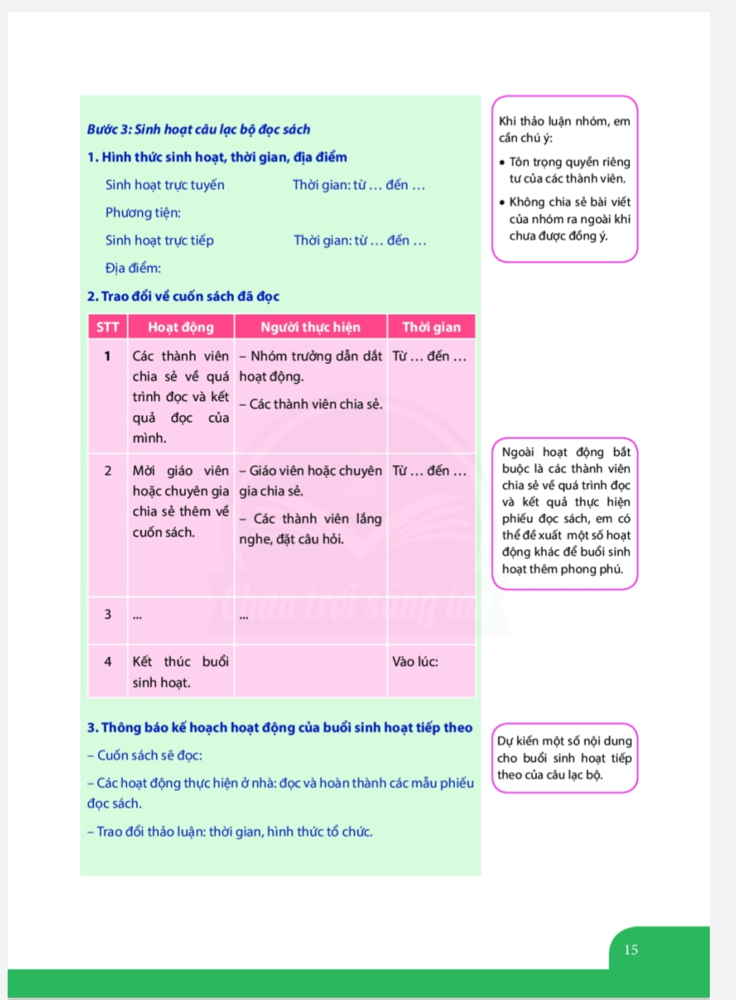 Bước 3: Sinh hoạt câu lạc bộ đọc sách
1. Hình thức sinh hoạt, thời gian, địa điểm
Sinh hoạt trực tuyến Thời gian: từ … đến …
Phương tiện:
Sinh hoạt trực tiếp Thời gian: từ … đến …
Địa điểm:
2. Trao đổi về cuốn sách đã đọc
STT Hoạt động Người thực hiện Thời gian
1 Các thành viên – Nhóm trưởng dẫn dắt Từ … đến …
chia sẻ về quá hoạt động.
trình đọc và kết – Các thành viên chia sẻ.
quả đọc của
mình.
2 Mời giáo viên – Giáo viên hoặc chuyên Từ … đến …
hoặc chuyên gia gia chia sẻ.
chia sẻ thêm về – Các thành viên lắng
cuốn sách. nghe, đặt câu hỏi.
3 ... ...
4 Kết thúc buổi Vào lúc:
sinh hoạt.
3. Thông báo kế hoạch hoạt động của buổi sinh hoạt tiếp theo
– Cuốn sách sẽ đọc:
– Các hoạt động thực hiện ở nhà: đọc và hoàn thành các mẫu phiếu
đọc sách.
– Trao đổi thảo luận: thời gian, hình thức tổ chức.
Khi thảo luận nhóm, em
cần chú ý:
• Tôn trọng quyền riêng
tư của các thành viên.
• Không chia sẻ bài viết
của nhóm ra ngoài khi
chưa được đồng ý.
Ngoài hoạt động bắt
buộc là các thành viên
chia sẻ về quá trình đọc
và kết quả thực hiện
phiếu đọc sách, em có
thể đề xuất một số hoạt
động khác để buổi sinh
hoạt thêm phong phú.
Dự kiến một số nội dung
cho buổi sinh hoạt tiếp
theo của câu lạc bộ.
Chân trời sáng tạo
15